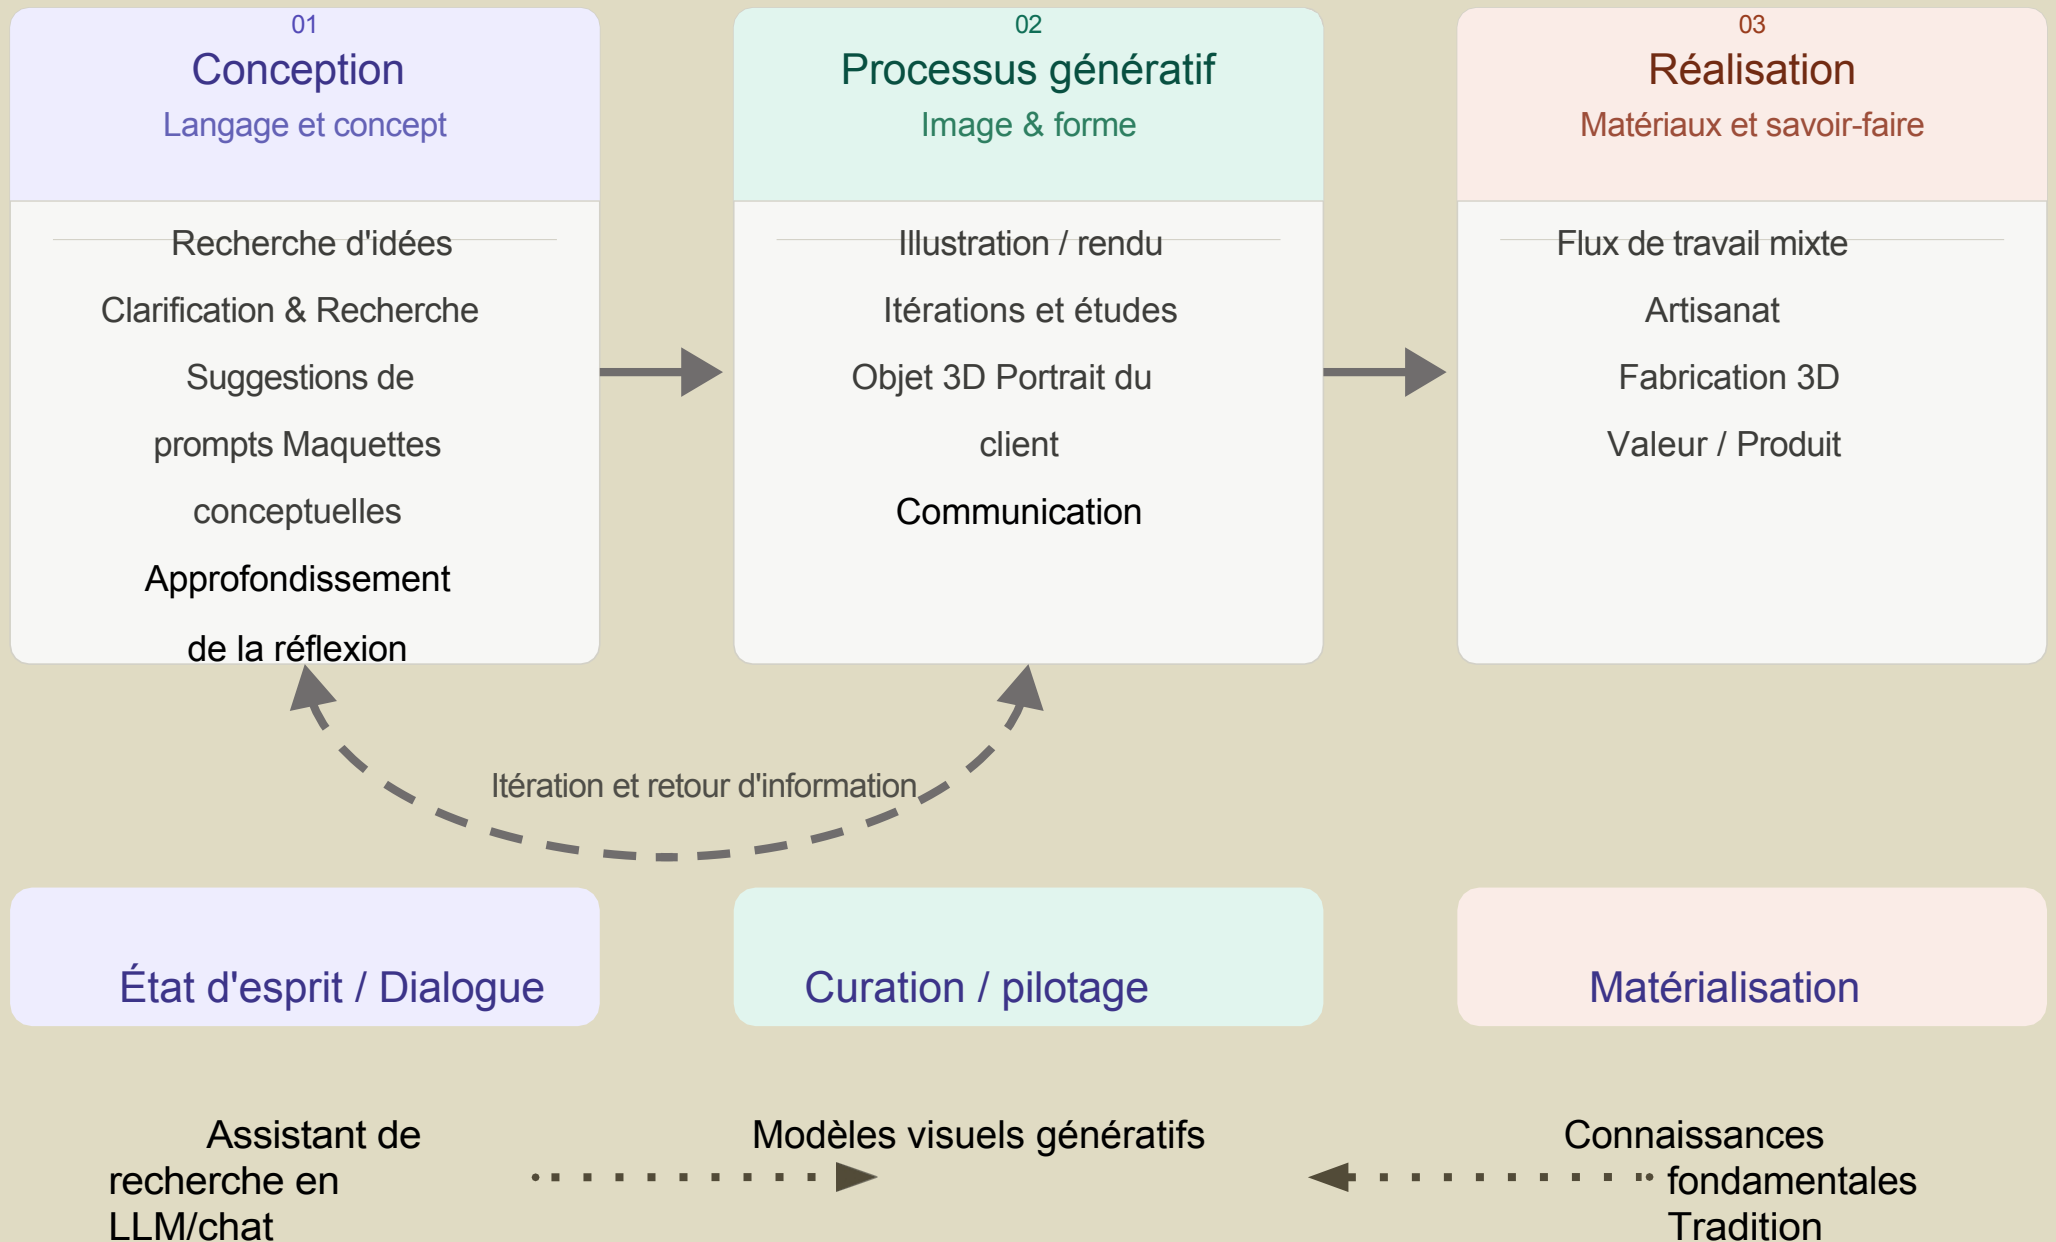 01
Conception
Langage et concept
Recherche d'idées
Clarification & Recherche
Suggestions de
prompts Maquettes
conceptuelles
Approfondissement
de la réflexion
02
Processus génératif
Image & forme
Illustration / rendu
Itérations et études
Objet 3D Portrait du
client
Communication
03
Réalisation
Matériaux et savoir-faire
Flux de travail mixte
Artisanat
Fabrication 3D
Valeur / Produit
Itération et retour d'information
État d'esprit / Dialogue
Curation / pilotage
Matérialisation
Assistant de
recherche en
LLM/chat
Modèles visuels génératifs
Connaissances
fondamentales
Tradition